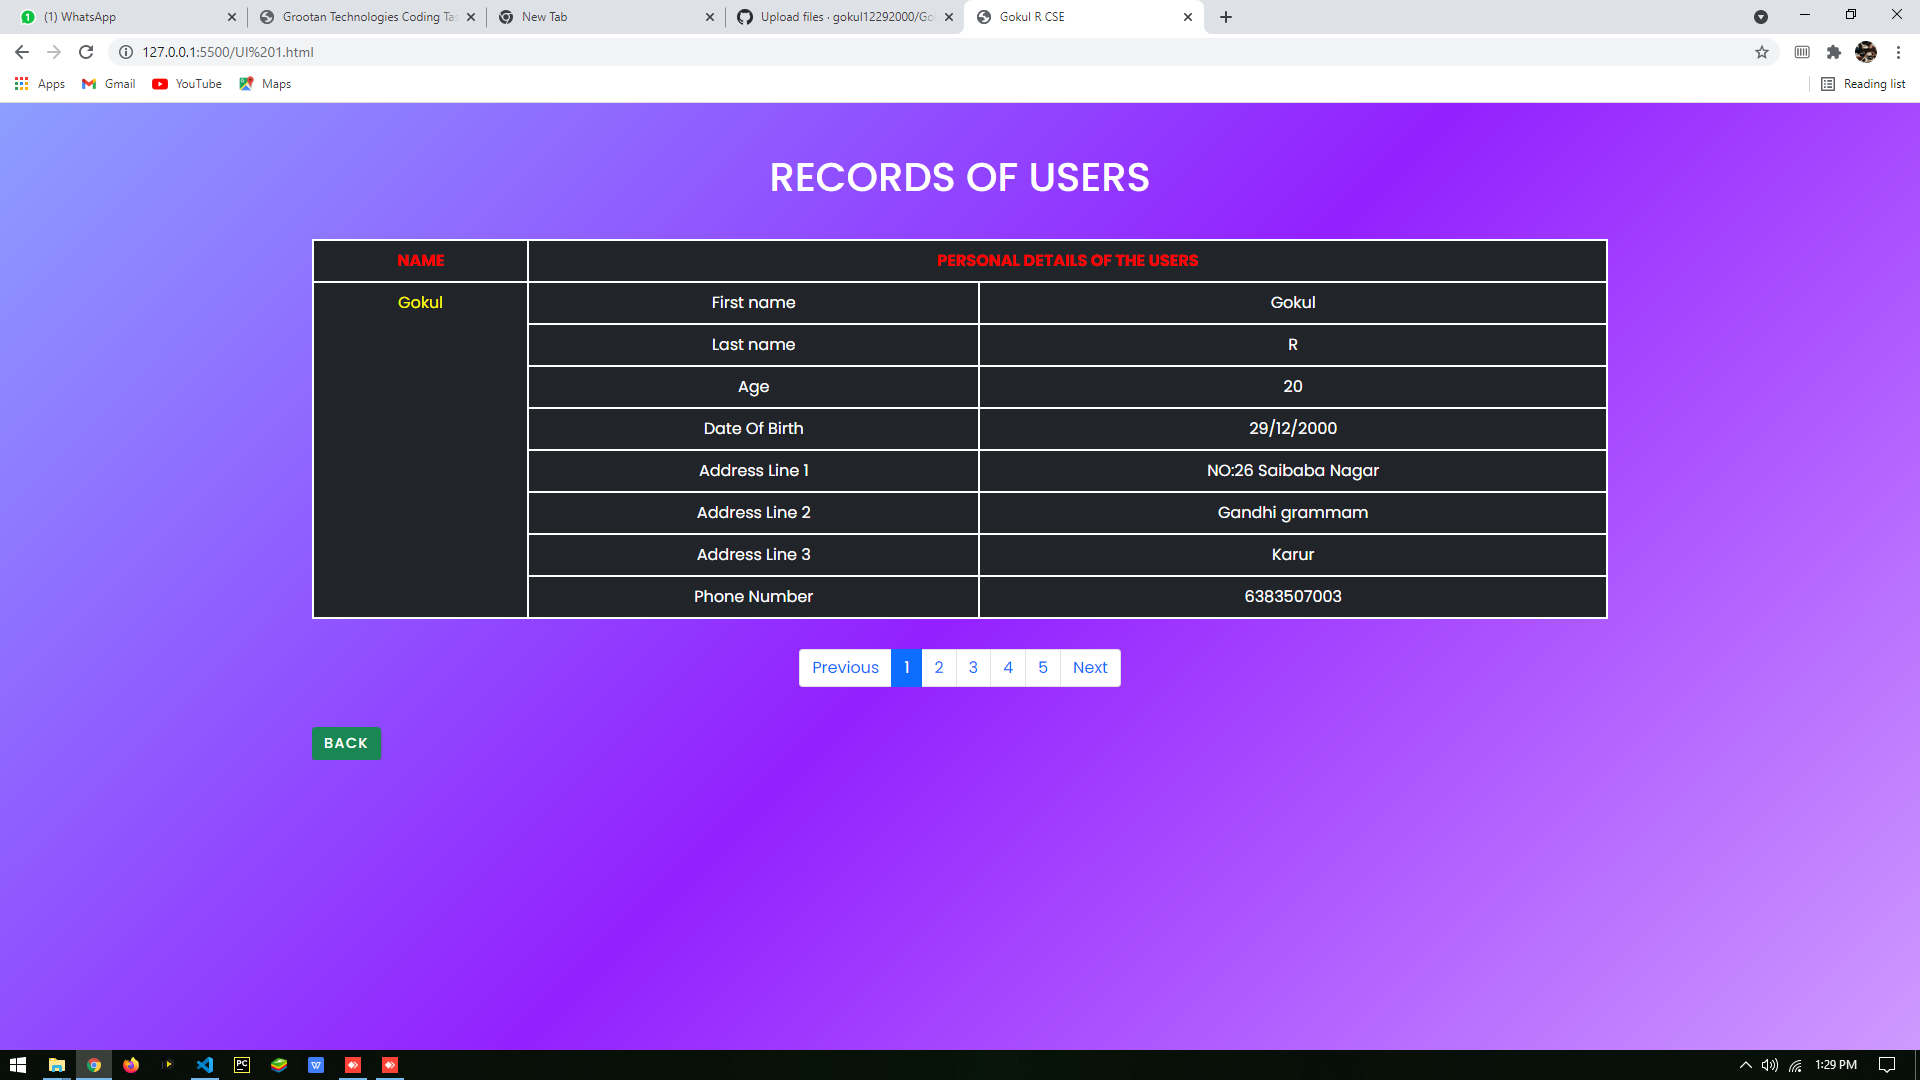 (1) WhatsApp
Grootan Technologies Coding Tas
New Tab
Upload files · gokul12292000/Go
Gokul R CSE
127.0.0.1:5500/UI%201.html
Apps
Gmail
YouTube
Maps
Reading list
RECORDS OF USERS
NAME PERSONAL DETAILS OF THE USERS
Gokul First name Gokul
Last name R
Age 20
Date Of Birth 29/12/2000
Address Line 1 NO:26 Saibaba Nagar
Address Line 2 Gandhi grammam
Address Line 3 Karur
Phone Number 6383507003
Previous 1 2 3 4 5 Next
BACK
1:29 PM